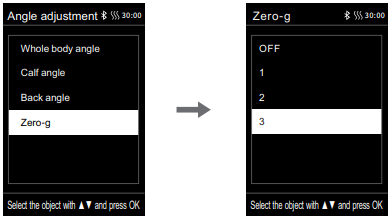 Angle adjustment 30:00
Whole body angle
Calf angle
Back angle
Zero-g
Select the object with ▲▼ and press OK
Zero-g 30:00
OFF
1
2
3
Select the object with ▲▼ and press OK